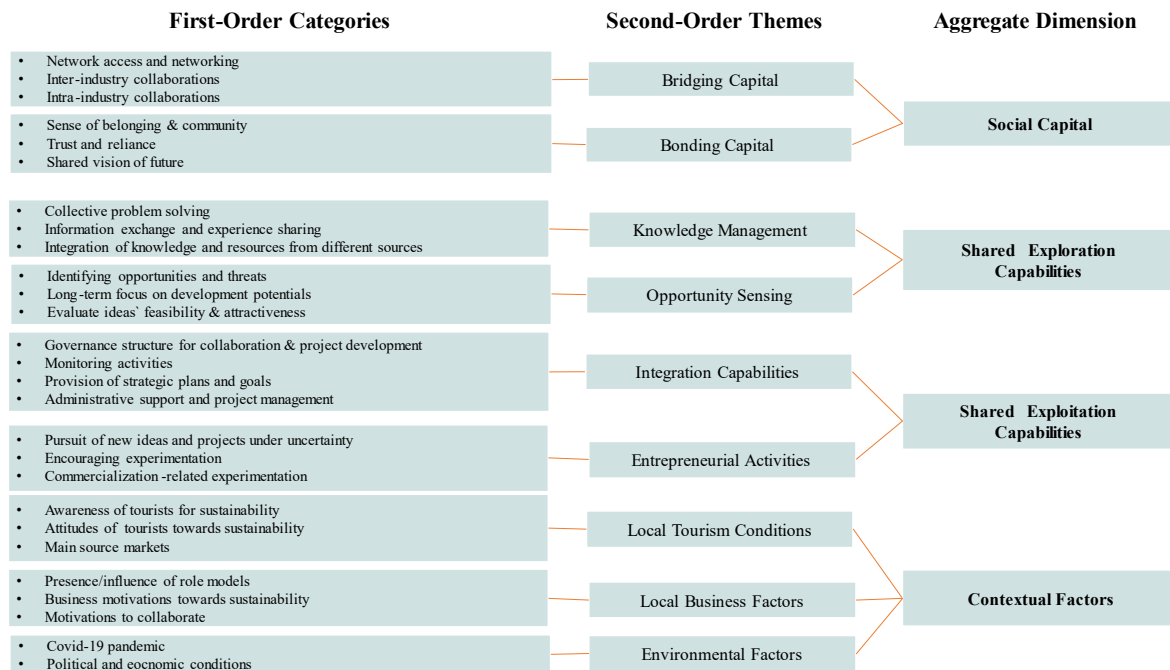 First-Order Categories
Second-Order Themes
Aggregate Dimension
• Network access and networking
• Inter-industry collaborations
• Intra-industry collaborations
Bridging Capital
• Sense of belonging & community
• Trust and reliance
• Shared vision of future
Bonding Capital
Social Capital
• Collective problem solving
• Information exchange and experience sharing
• Integration of knowledge and resources from different sources
Knowledge Management
• Identifying opportunities and threats
• Long-term focus on development potentials
• Evaluate ideas` feasibility & attractiveness
Opportunity Sensing
Shared Exploration
Capabilities
• Governance structure for collaboration & project development
• Monitoring activities
• Provision of strategic plans and goals
• Administrative support and project management
Integration Capabilities
• Pursuit of new ideas and projects under uncertainty
• Encouraging experimentation
• Commercialization-related experimentation
Entrepreneurial Activities
Shared Exploitation
Capabilities
• Awareness of tourists for sustainability
• Attitudes of tourists towards sustainability
• Main source markets
Local Tourism Conditions
• Presence/influence of role models
• Business motivations towards sustainability
• Motivations to collaborate
Local Business Factors
• Covid-19 pandemic
• Political and eocnomic conditions
Environmental Factors
Contextual Factors